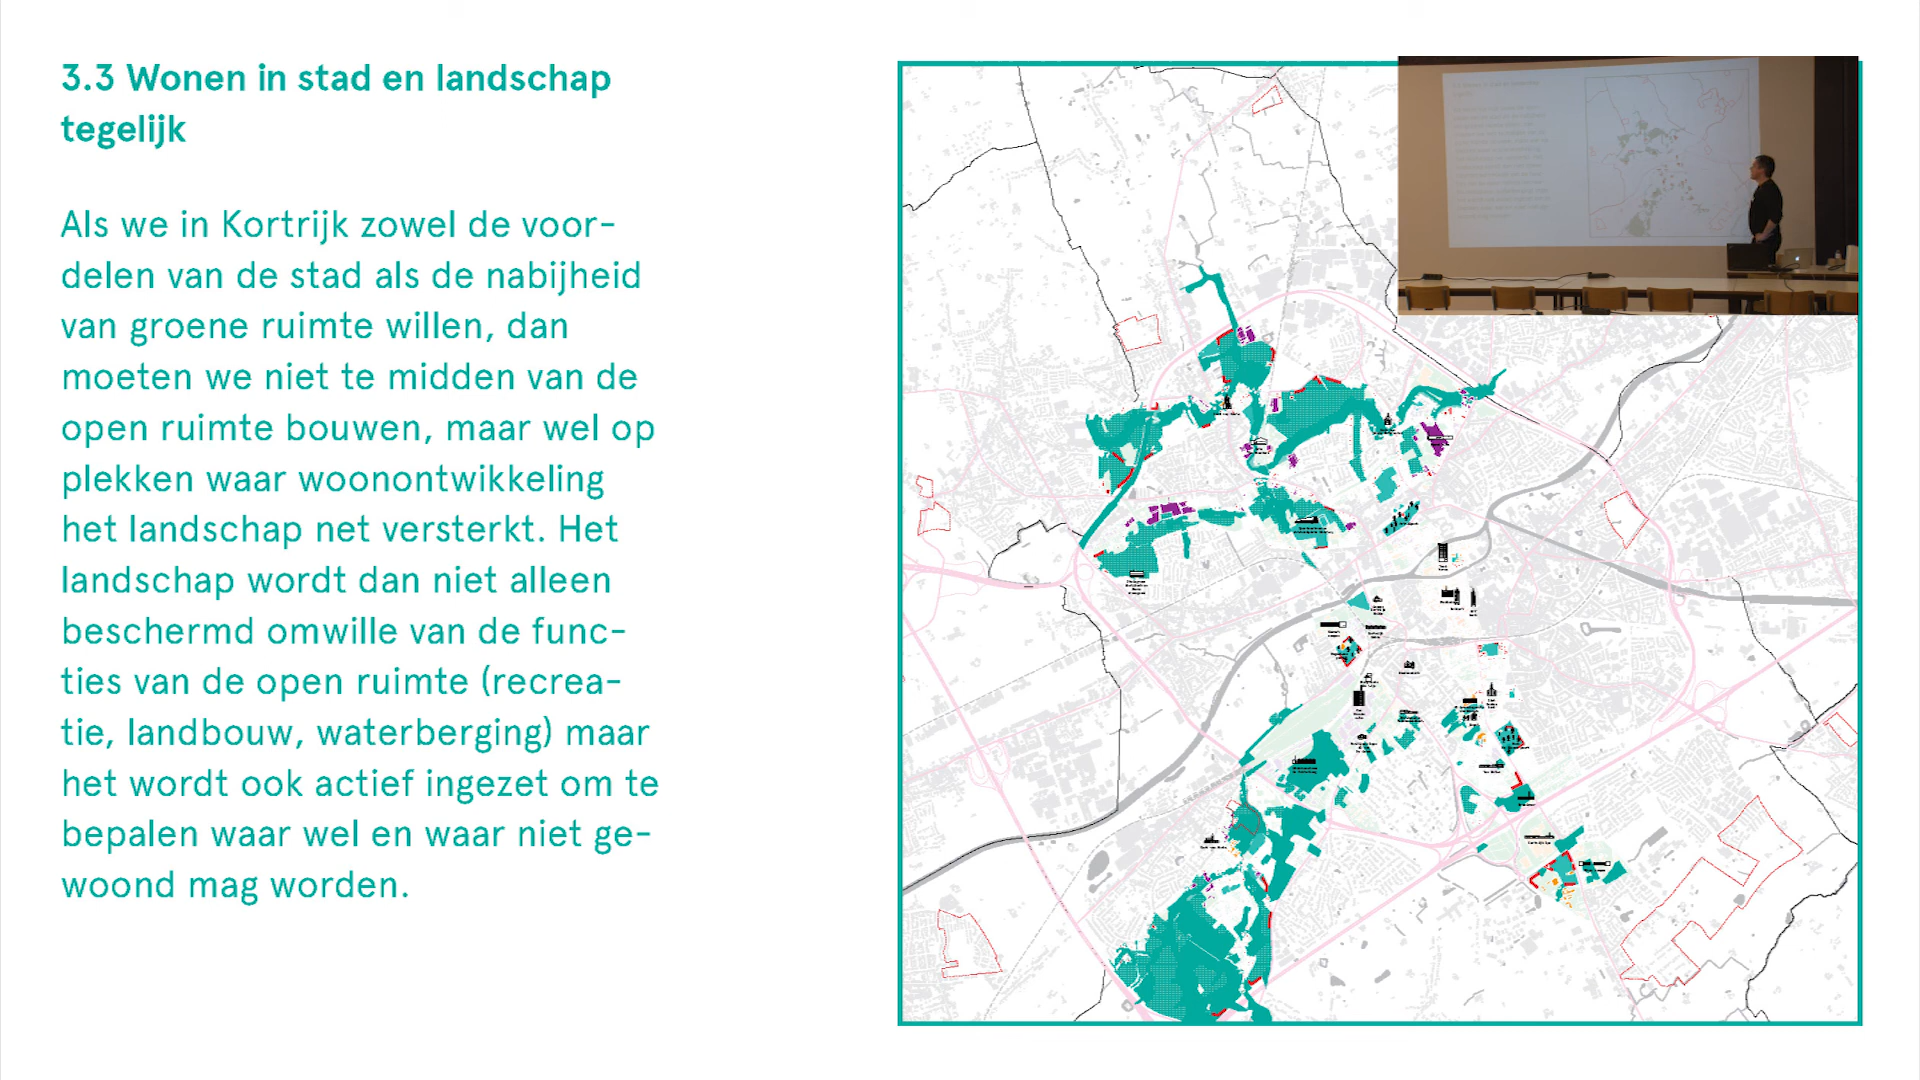 3.3 Wonen in stad en landschap
tegelijk
Als we in Kortrijk zowel de voor-
delen van de stad als de nabijheid
van groene ruimte willen, dan
moeten we niet te midden van de
open ruimte bouwen, maar wel op
plekken waar woonontwikkeling
het landschap net versterkt. Het
landschap wordt dan niet alleen
beschermd omwille van de func-
ties van de open ruimte (recrea-
tie, landbouw, waterberging) maar
het wordt ook actief ingezet om te
bepalen waar wel en waar niet ge-
woond mag worden.